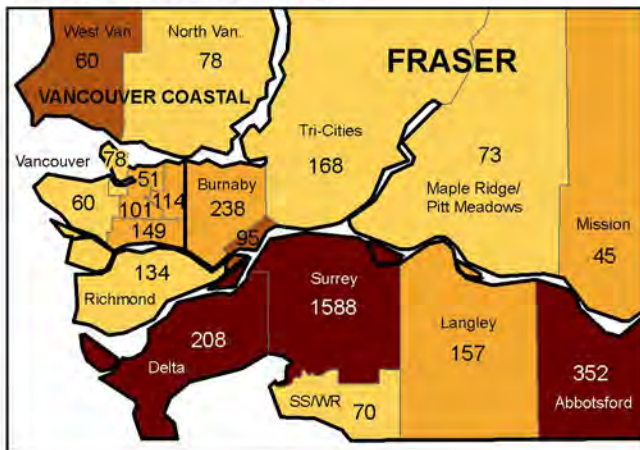 West Van
60
North Van.
78
VANCOUVER COASTAL
FRASER
Vancouver
78
60
51
101
114
149
Burnaby
238
95
Tri-Cities
168
73
Maple Ridge/
Pitt Meadows
Mission
45
134
Richmond
208
Delta
Surrey
1588
SS/WR
70
Langley
157
352
Abbotsford